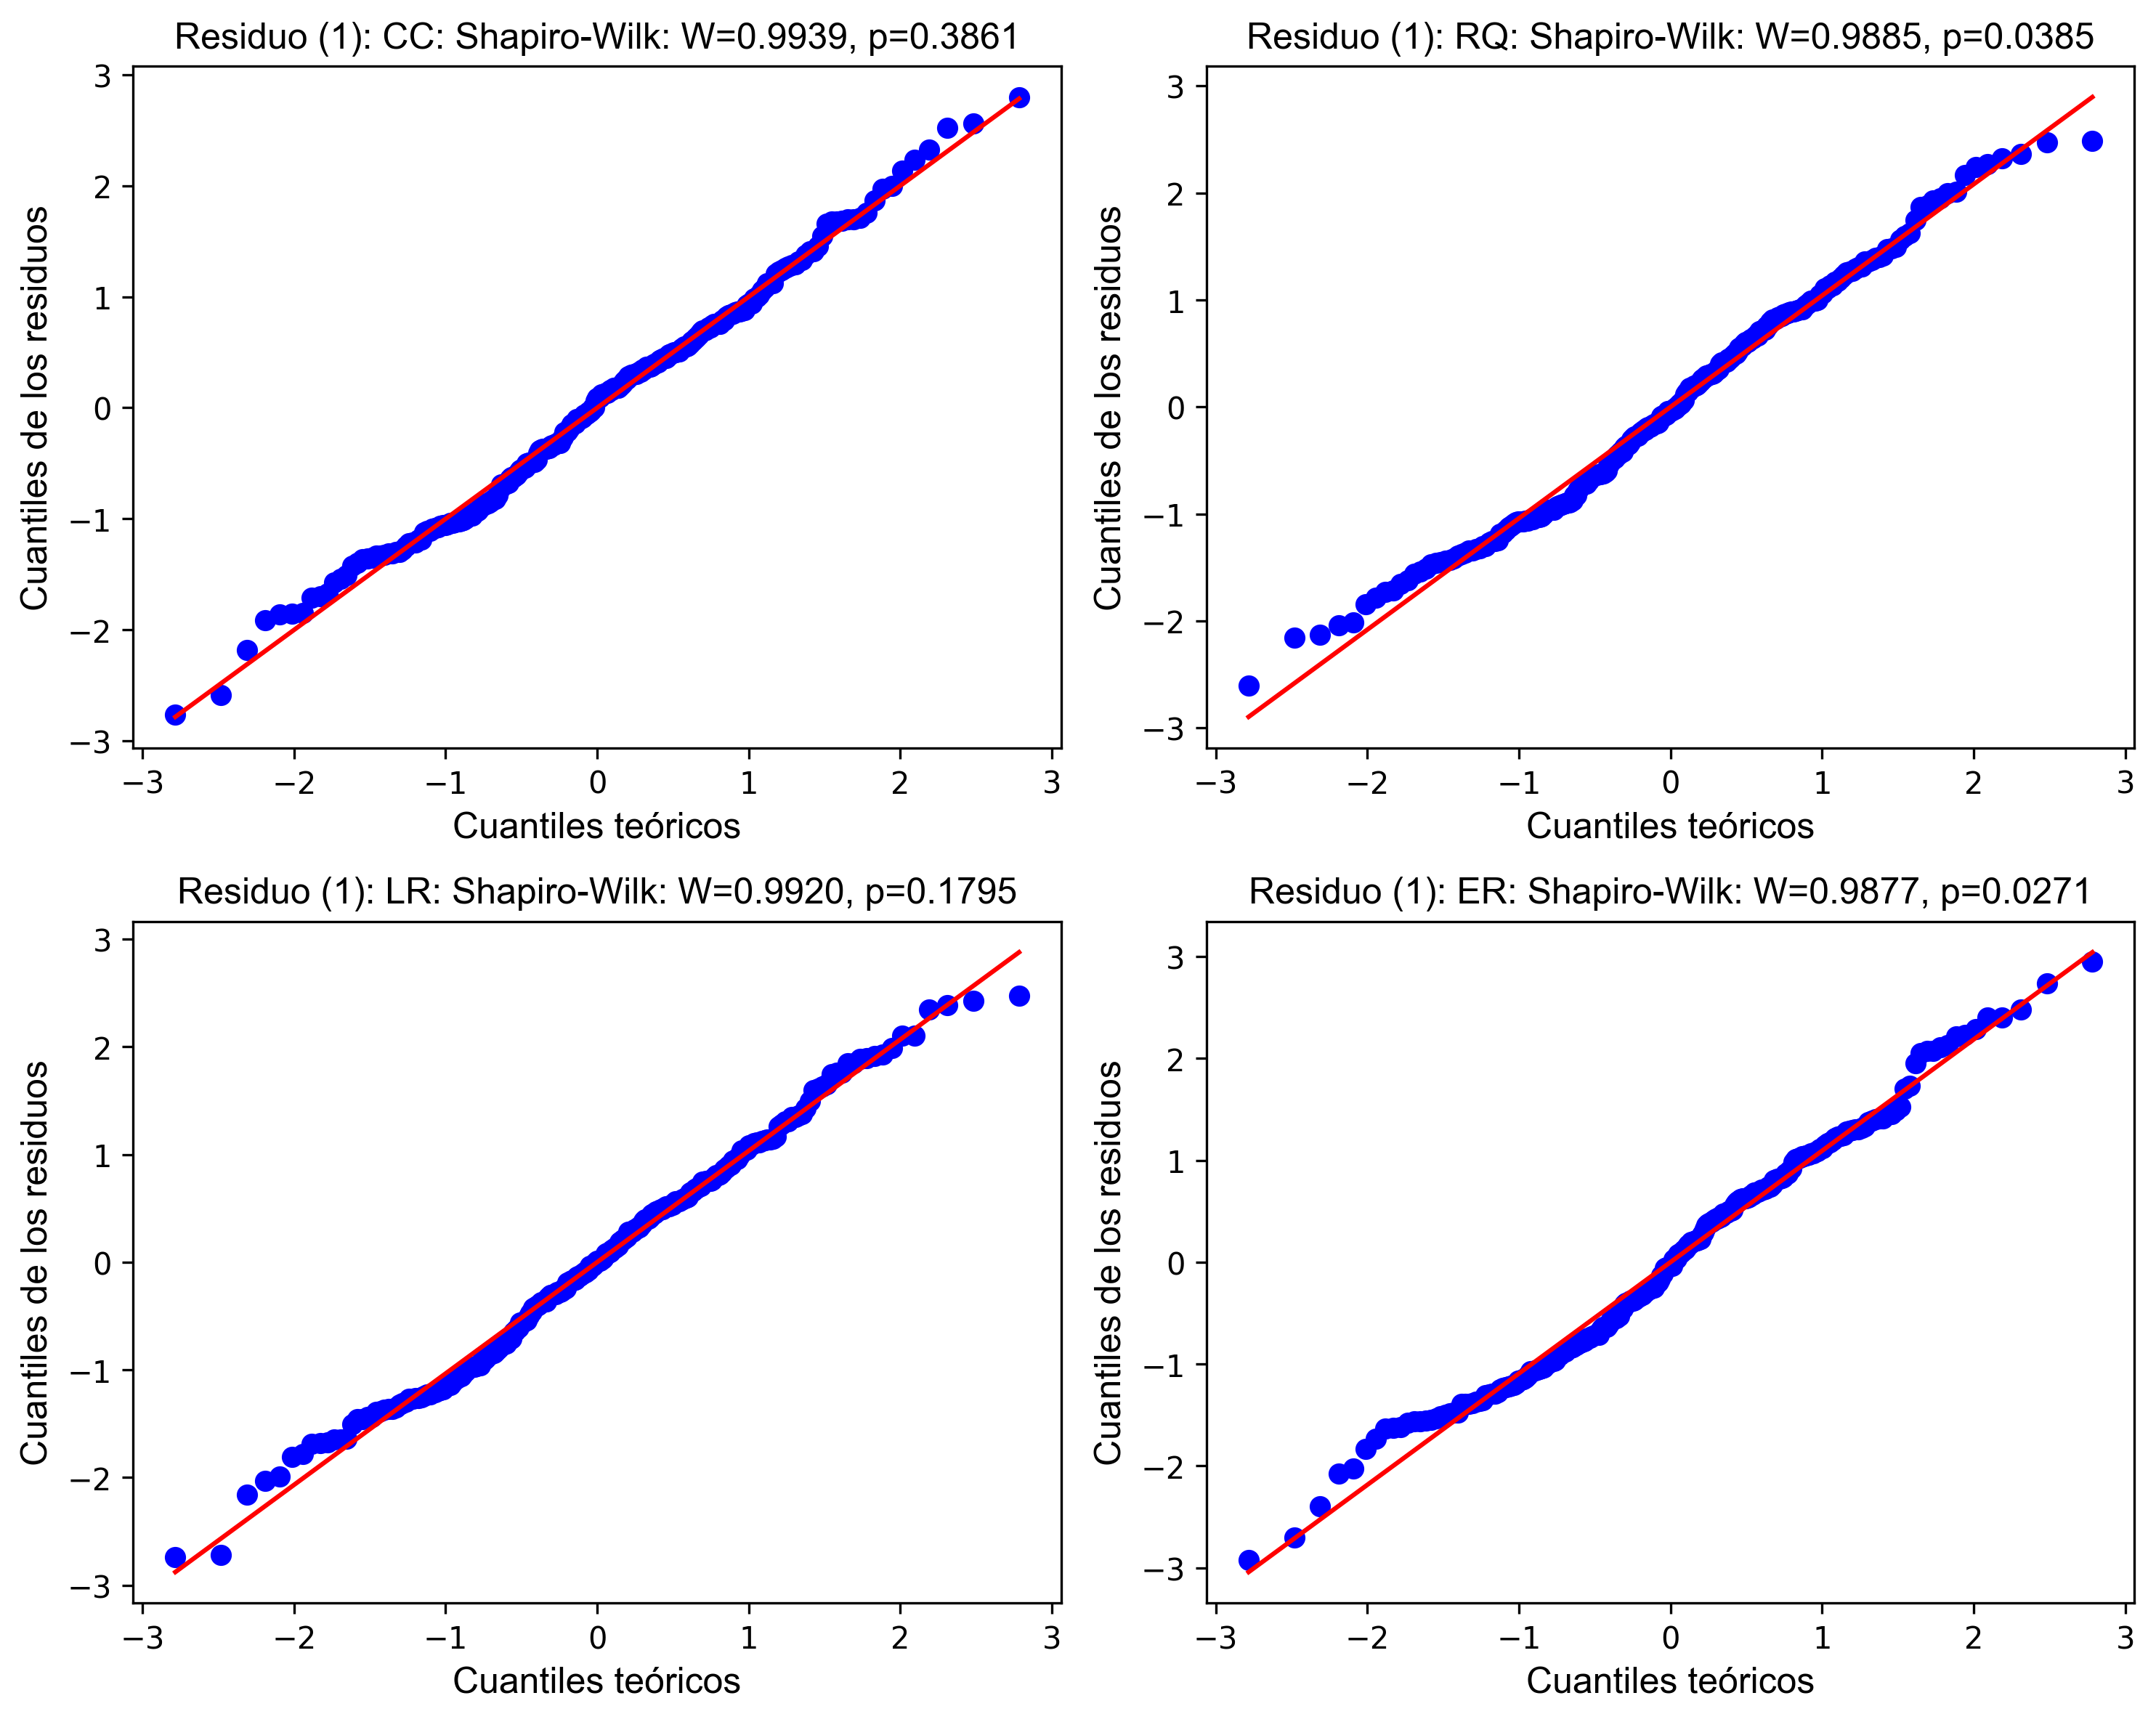 Residuo (1): CC: Shapiro-Wilk: W=0.9939, p=0.3861
3
2
1
0
−1
−2
−3
Cuantiles de los residuos
−3 −2 −1 0 1 2 3
Cuantiles teóricos
Residuo (1): RQ: Shapiro-Wilk: W=0.9885, p=0.0385
3
2
1
0
−1
−2
−3
Cuantiles de los residuos
−3 −2 −1 0 1 2 3
Cuantiles teóricos
Residuo (1): LR: Shapiro-Wilk: W=0.9920, p=0.1795
3
2
1
0
−1
−2
−3
Cuantiles de los residuos
−3 −2 −1 0 1 2 3
Cuantiles teóricos
Residuo (1): ER: Shapiro-Wilk: W=0.9877, p=0.0271
3
2
1
0
−1
−2
−3
Cuantiles de los residuos
−3 −2 −1 0 1 2 3
Cuantiles teóricos